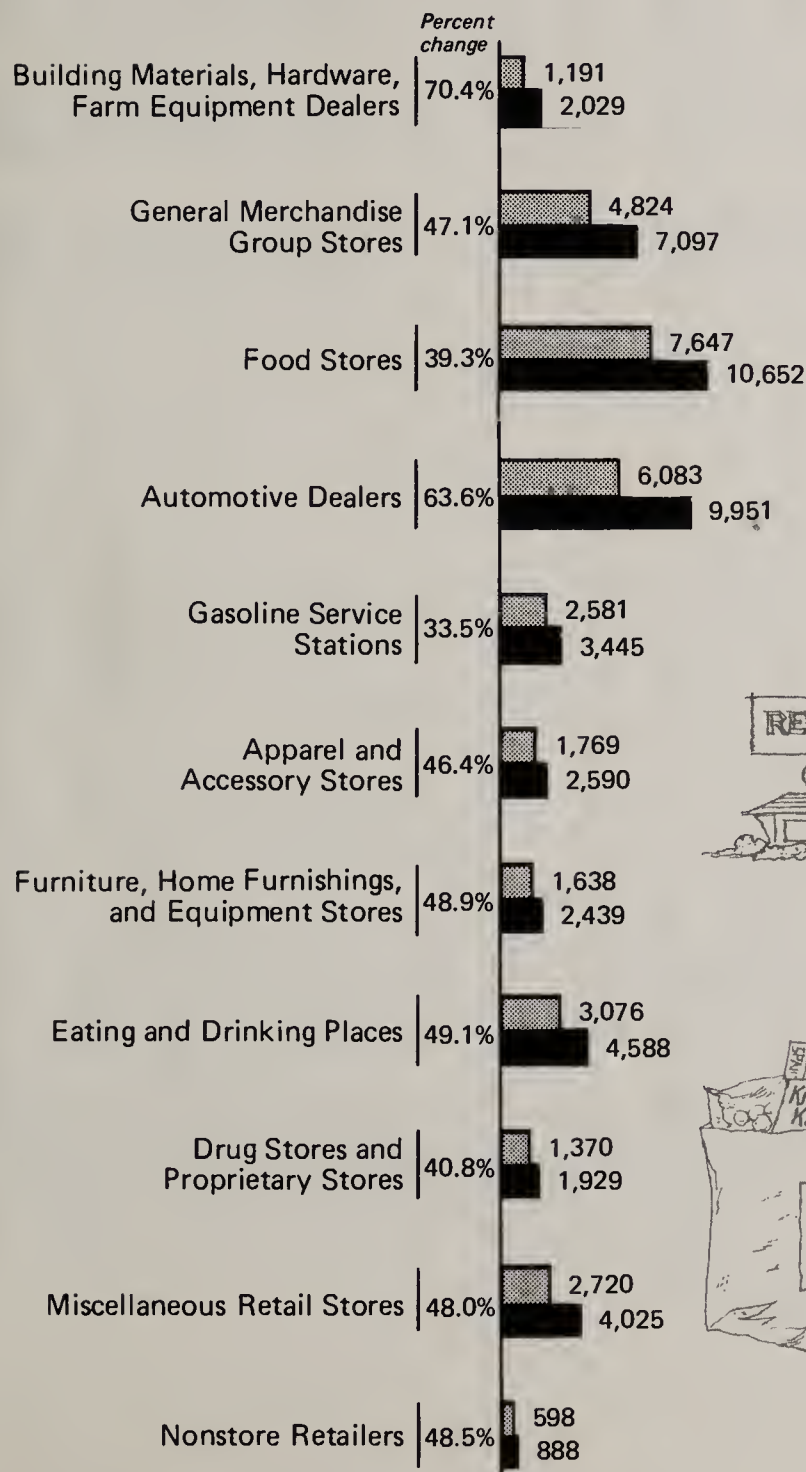 Percent
change
Building Materials, Hardware,
Farm Equipment Dealers
70.4%
1,191
2,029
General Merchandise
Group Stores
47.1%
4,824
7,097
Food Stores
39.3%
7,647
10,652
Automotive Dealers
63.6%
6,083
9,951
Gasoline Service
Stations
33.5%
2,581
3,445
Apparel and
Accessory Stores
46.4%
1,769
2,590
RE
Furniture, Home Furnishings,
and Equipment Stores
48.9%
1,638
2,439
Eating and Drinking Places
49.1%
3,076
4,588
Drug Stores and
Proprietary Stores
40.8%
1,370
1,929
Miscellaneous Retail Stores
48.0%
2,720
4,025
Nonstore Retailers
48.5%
598
888